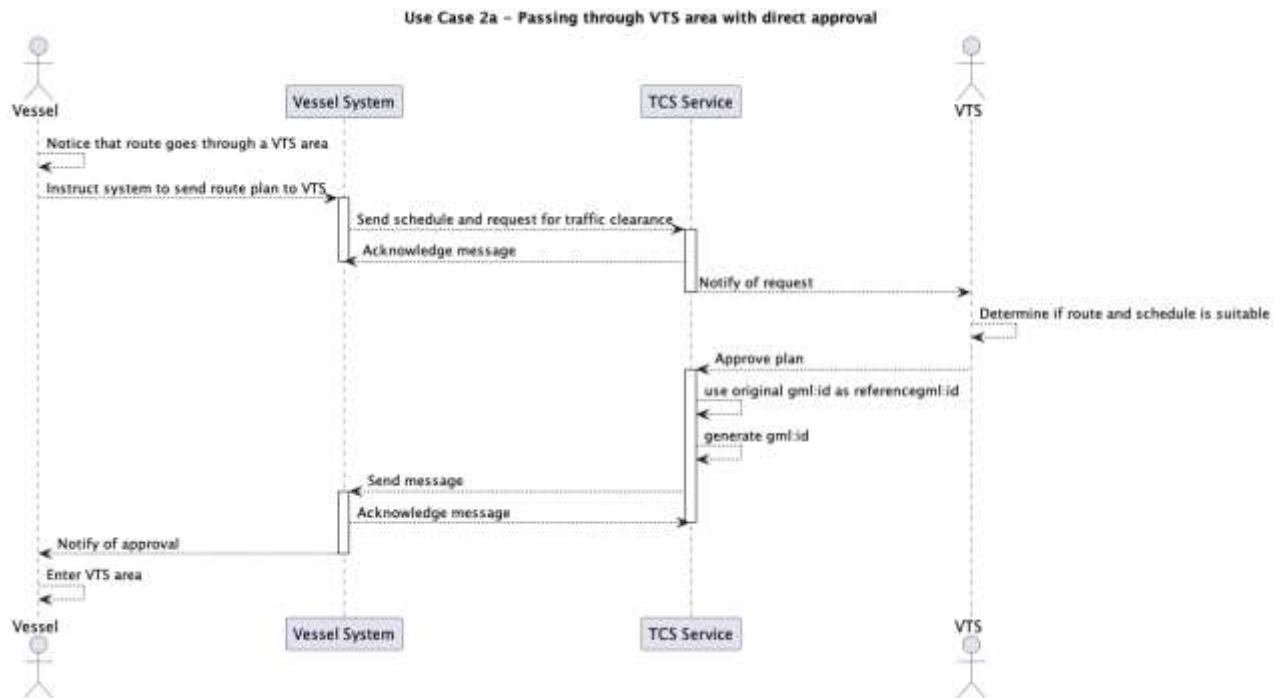 Use Case 2a - Passing through VTS area with direct approval
Vessel
Vessel System
TCS Service
VTS
Notice that route goes through a VTS area
Instruct system to send route plan to VTS
Send schedule and request for traffic clearance
Acknowledge message
Notify of request
Determine if route and schedule is suitable
Approve plan
use original gml:id as referencegml:id
generate gml:id
Send message
Acknowledge message
Notify of approval
Enter VTS area
Vessel
Vessel System
TCS Service
VTS